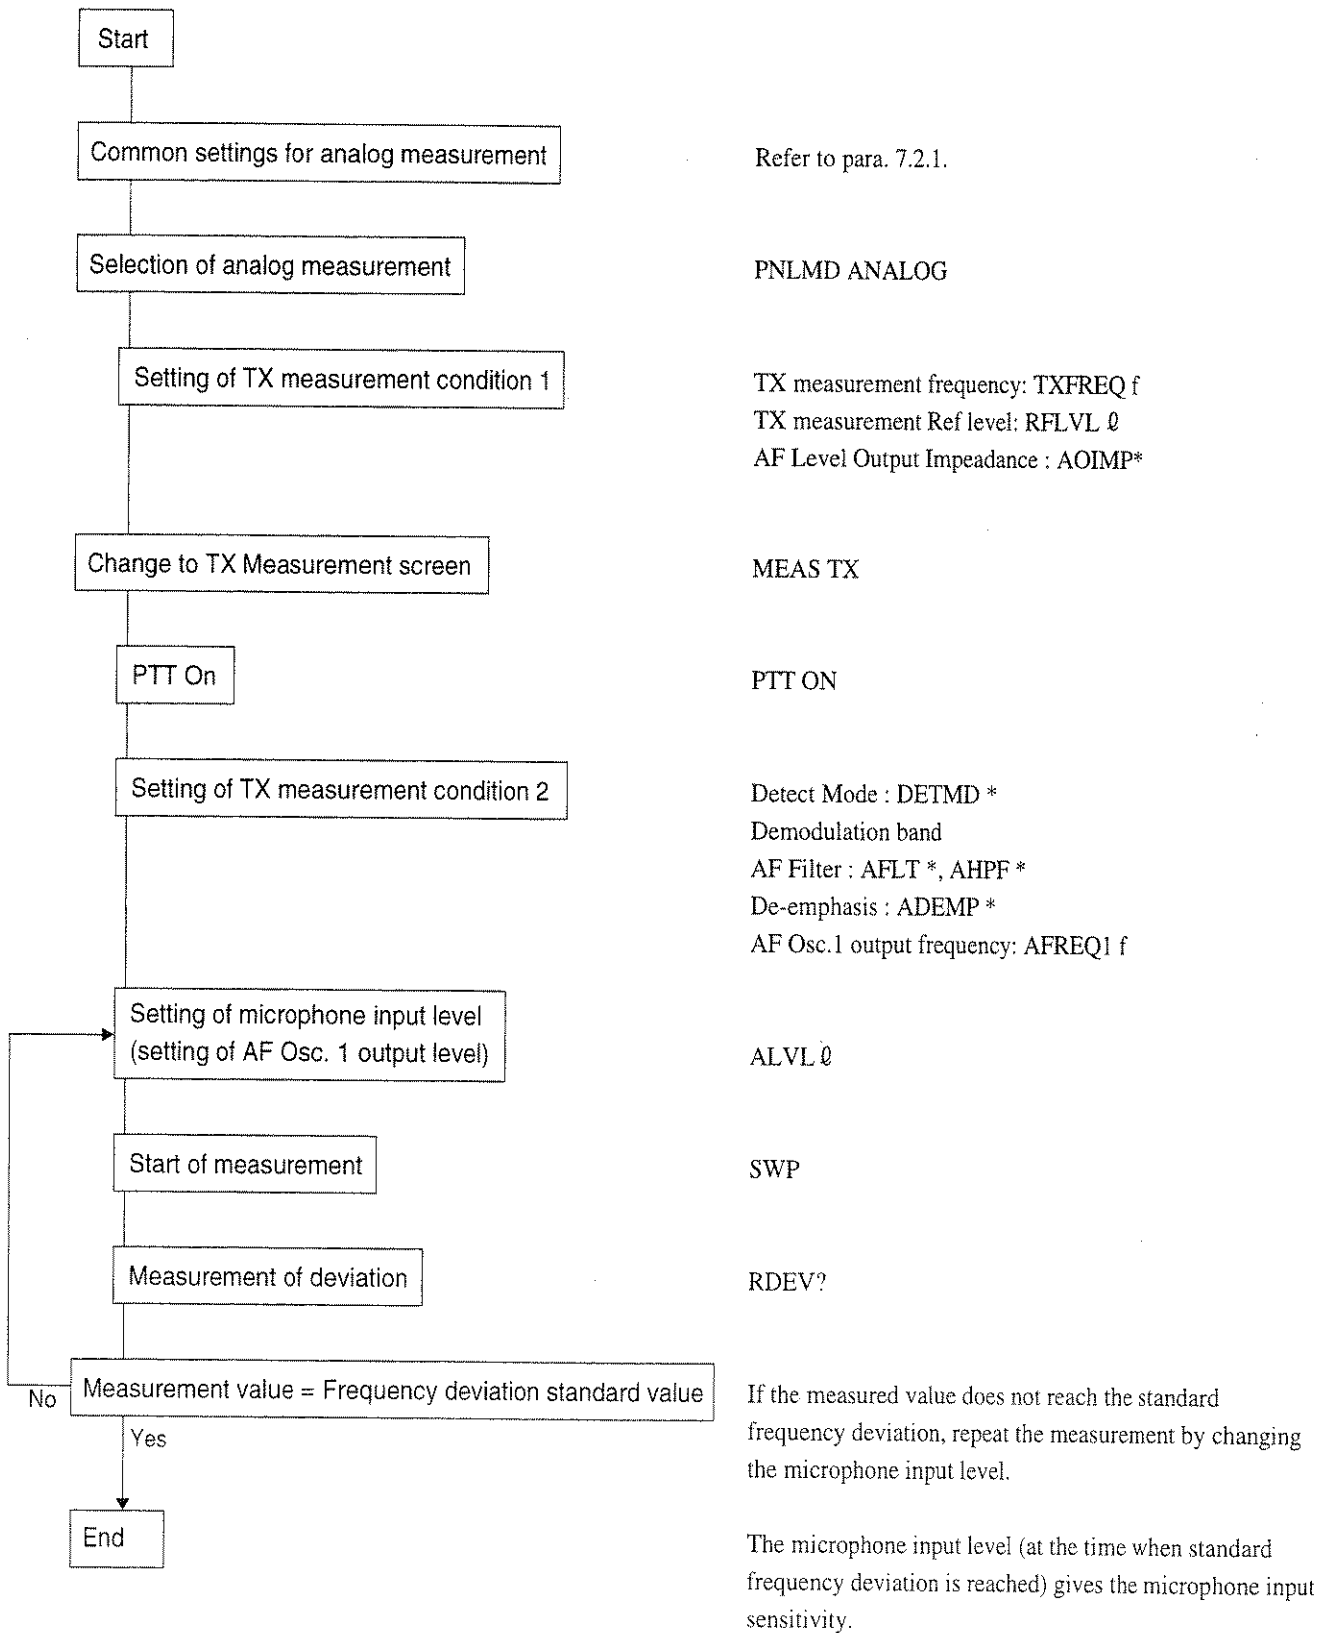 Start
Common settings for analog measurement
Refer to para. 7.2.1.
Selection of analog measurement
PNLMD ANALOG
Setting of TX measurement condition 1
TX measurement frequency: TXFREQ f
TX measurement Ref level: RFLVL ℓ
AF Level Output Impeadance : AOIMP*
Change to TX Measurement screen
MEAS TX
PTT On
PTT ON
Setting of TX measurement condition 2
Detect Mode : DETMD *
Demodulation band
AF Filter : AFLT *, AHPF *
De-emphasis : ADEMP *
AF Osc.1 output frequency: AFREQ1 f
Setting of microphone input level
(setting of AF Osc. 1 output level)
ALVL ℓ
Start of measurement
SWP
Measurement of deviation
RDEV?
No
Measurement value = Frequency deviation standard value
If the measured value does not reach the standard
frequency deviation, repeat the measurement by changing
the microphone input level.
Yes
End
The microphone input level (at the time when standard
frequency deviation is reached) gives the microphone input
sensitivity.